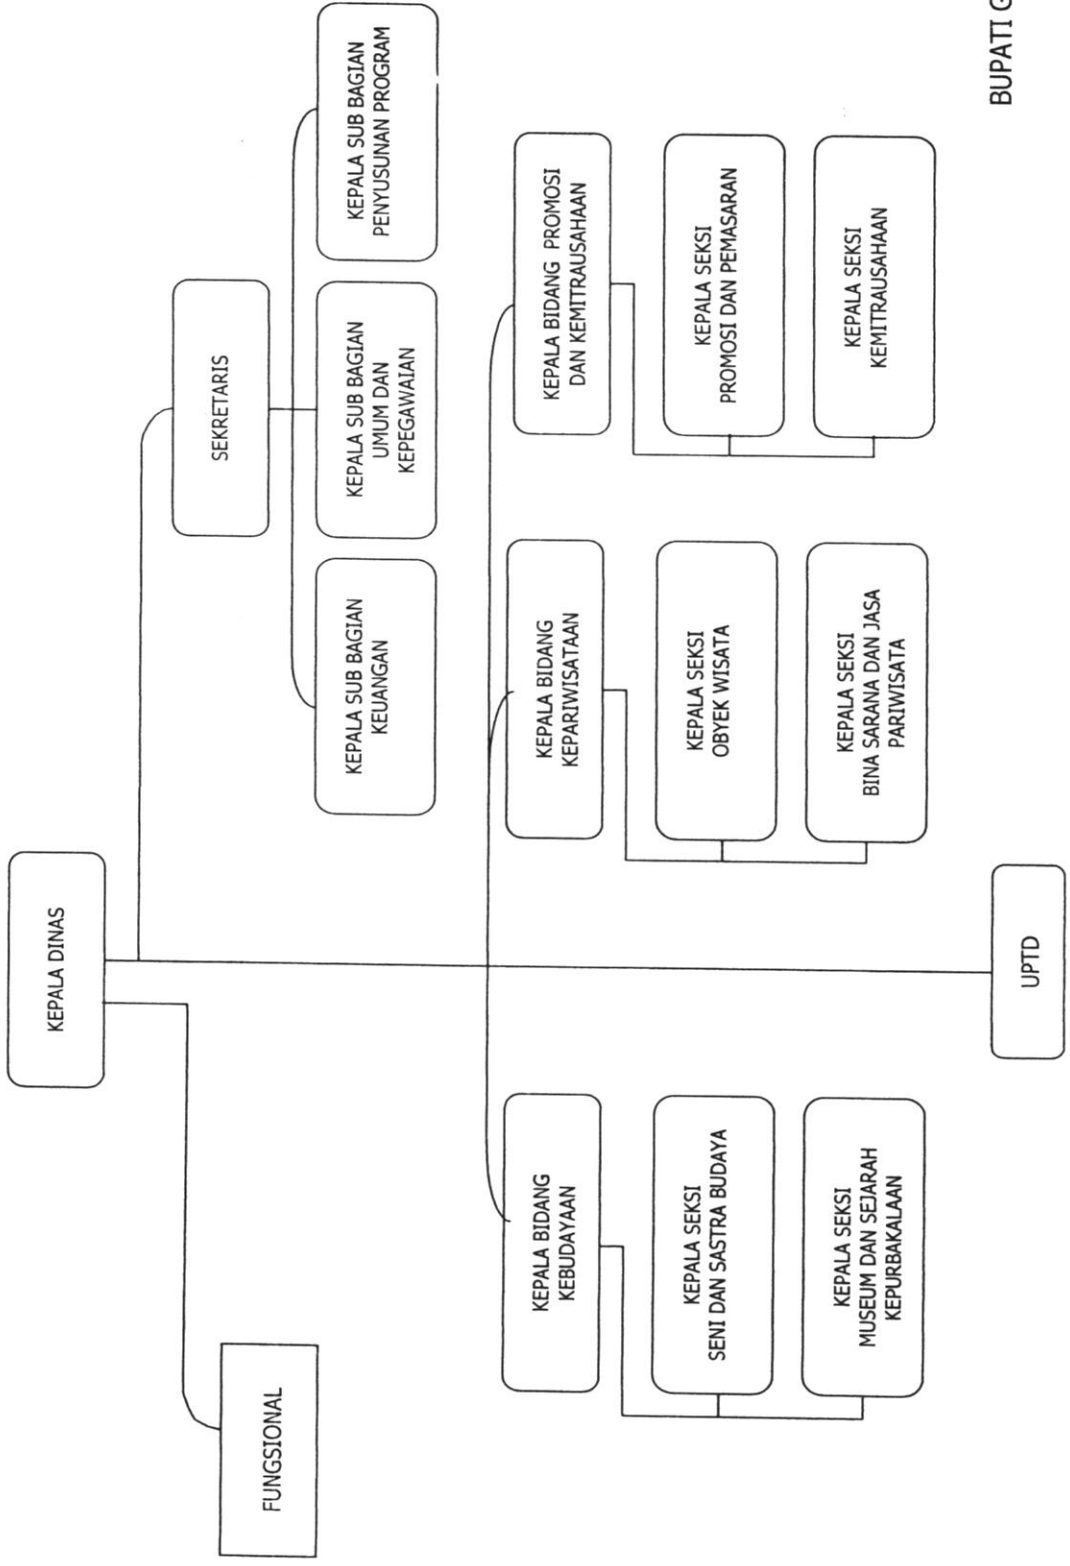 KEPALA DINAS
FUNGSIONAL
SEKRETARIS
KEPALA SUB BAGIAN
KEUANGAN
KEPALA SUB BAGIAN
UMUM DAN
KEPEGAWAIAN
KEPALA SUB BAGIAN
PENYUSUNAN PROGRAM
KEPALA BIDANG
KEBUDAYAAN
KEPALA SEKSI
SENI DAN SASTRA BUDAYA
KEPALA SEKSI
MUSEUM DAN SEJARAH
KEPURBAKALAAN
KEPALA BIDANG
KEPARIWISATAAN
KEPALA SEKSI
OBYEK WISATA
KEPALA SEKSI
BINA SARANA DAN JASA
PARIWISATA
KEPALA BIDANG PROMOSI
DAN KEMITRAUSAHAAN
KEPALA SEKSI
PROMOSI DAN PEMASARAN
KEPALA SEKSI
KEMITRAUSAHAAN
UPTD
BUPATI